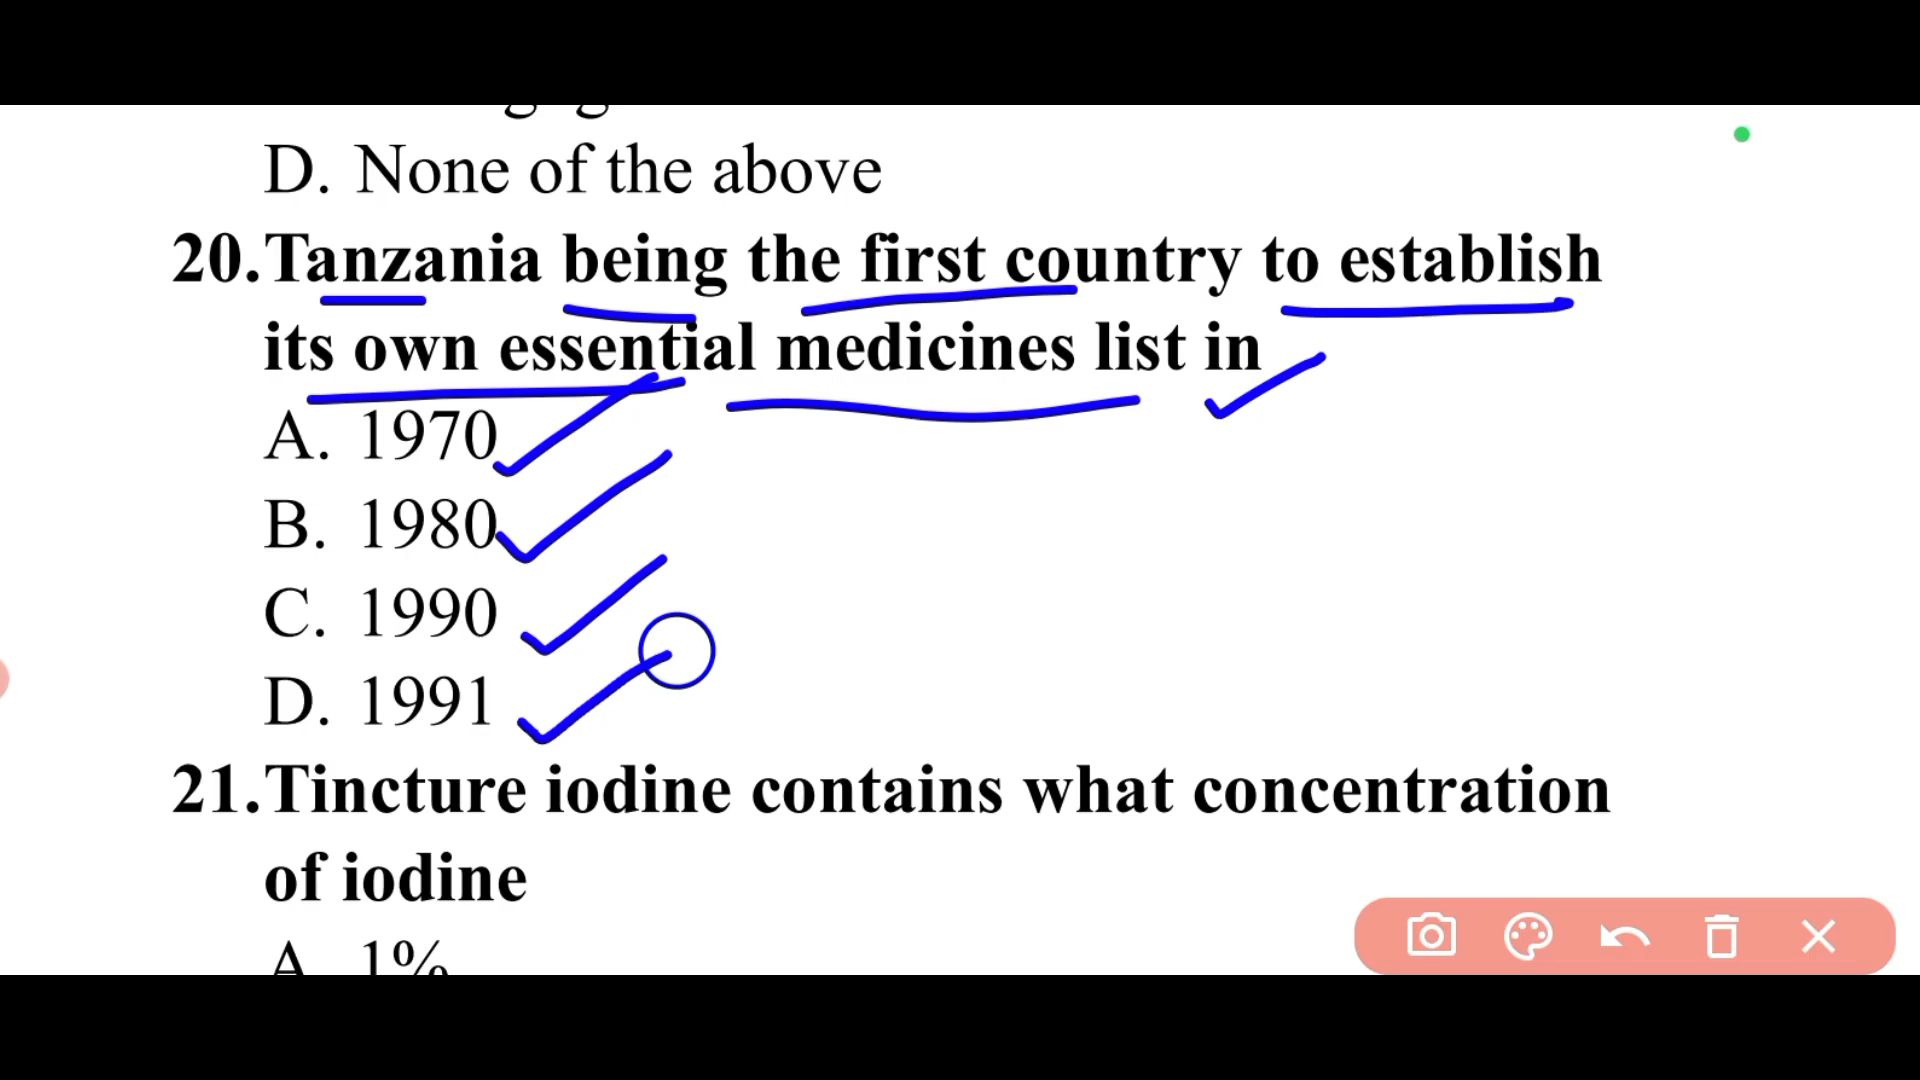 D. None of the above
20.Tanzania being the first country to establish
its own essential medicines list in
A. 1970
B. 1980
C. 1990
D. 1991
21.Tincture iodine contains what concentration
of iodine
A. 1%